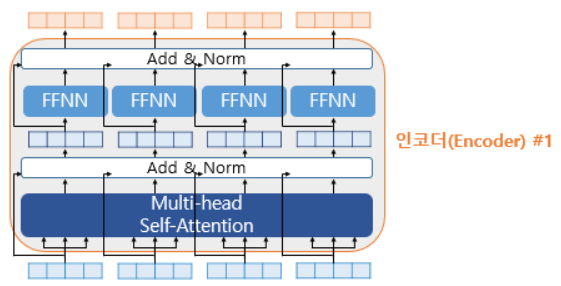 Add & Norm
FFNN FFNN FFNN FFNN
인코더(Encoder) #1
Add & Norm
Multi-head
Self-Attention